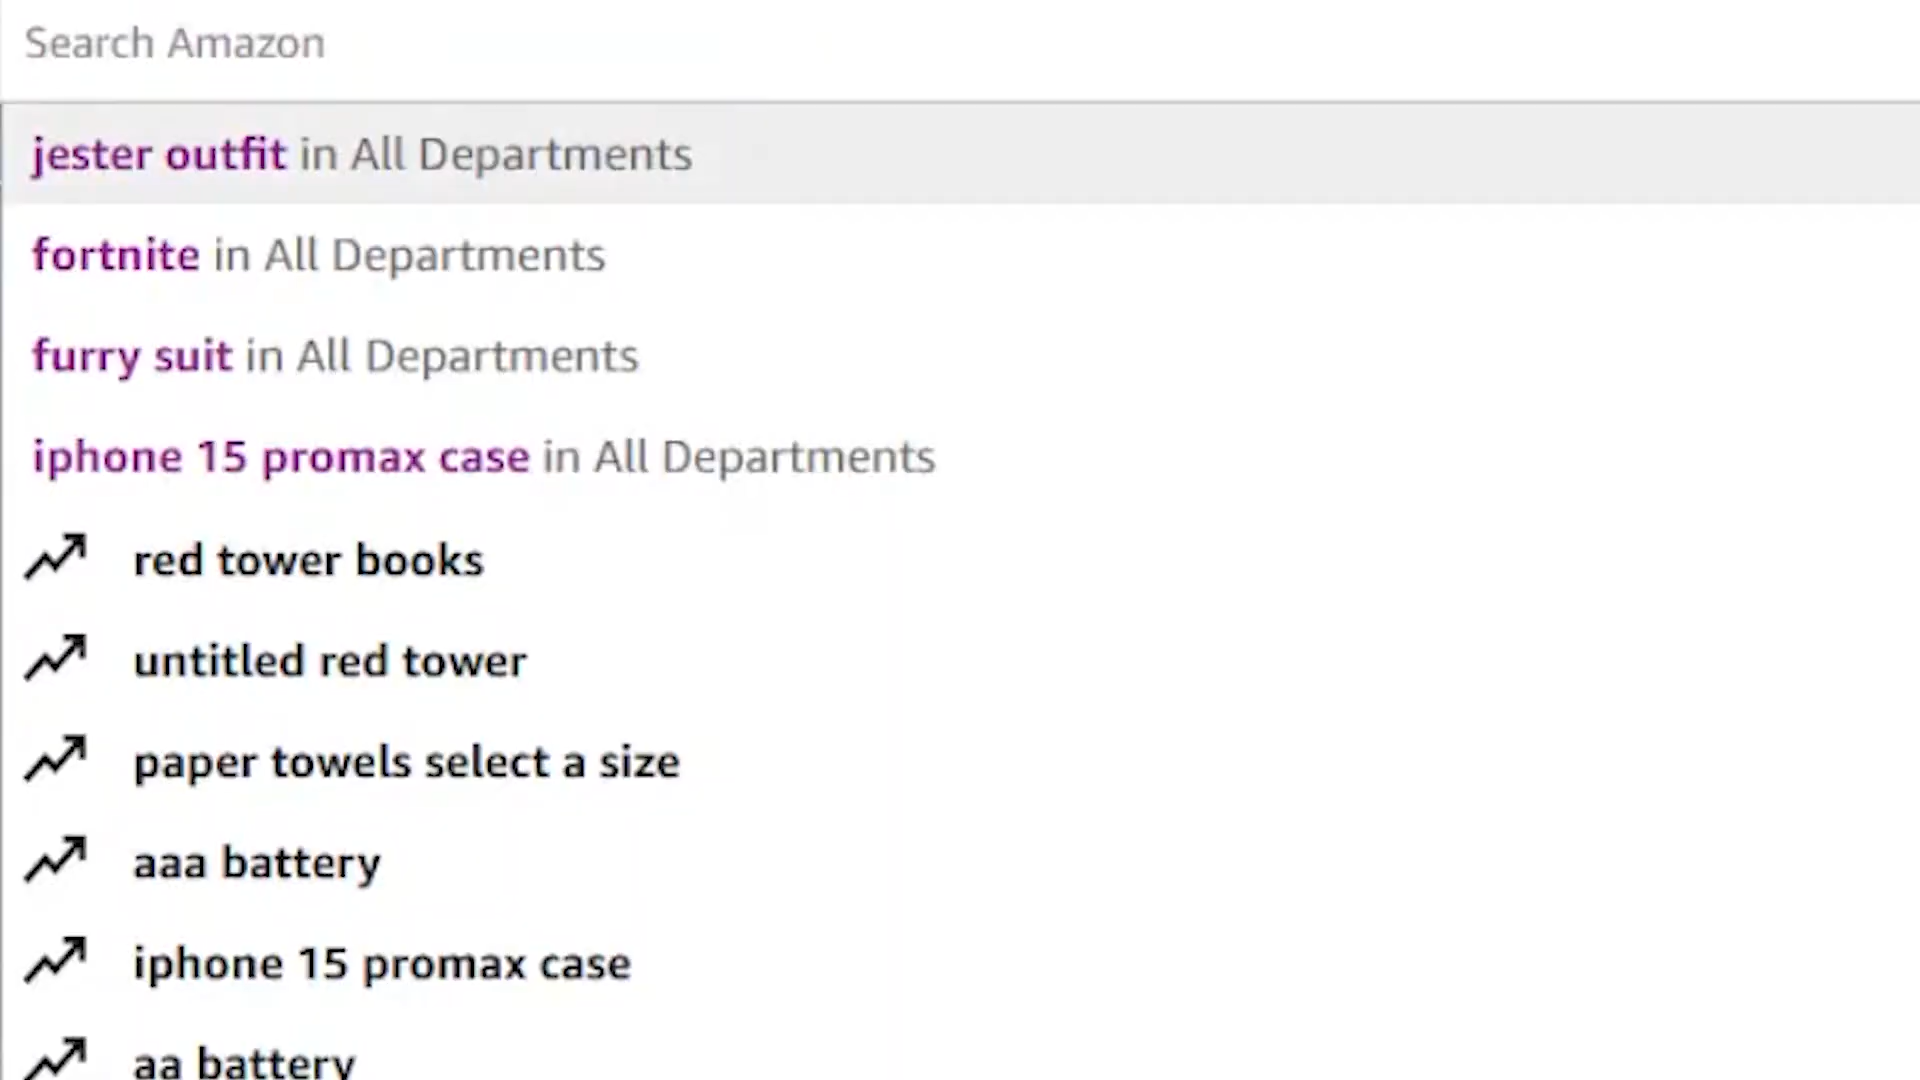 Search Amazon
jester outfit in All Departments
fortnite in All Departments
furry suit in All Departments
iphone 15 promax case in All Departments
red tower books
untitled red tower
paper towels select a size
aaa battery
iphone 15 promax case
aa battery